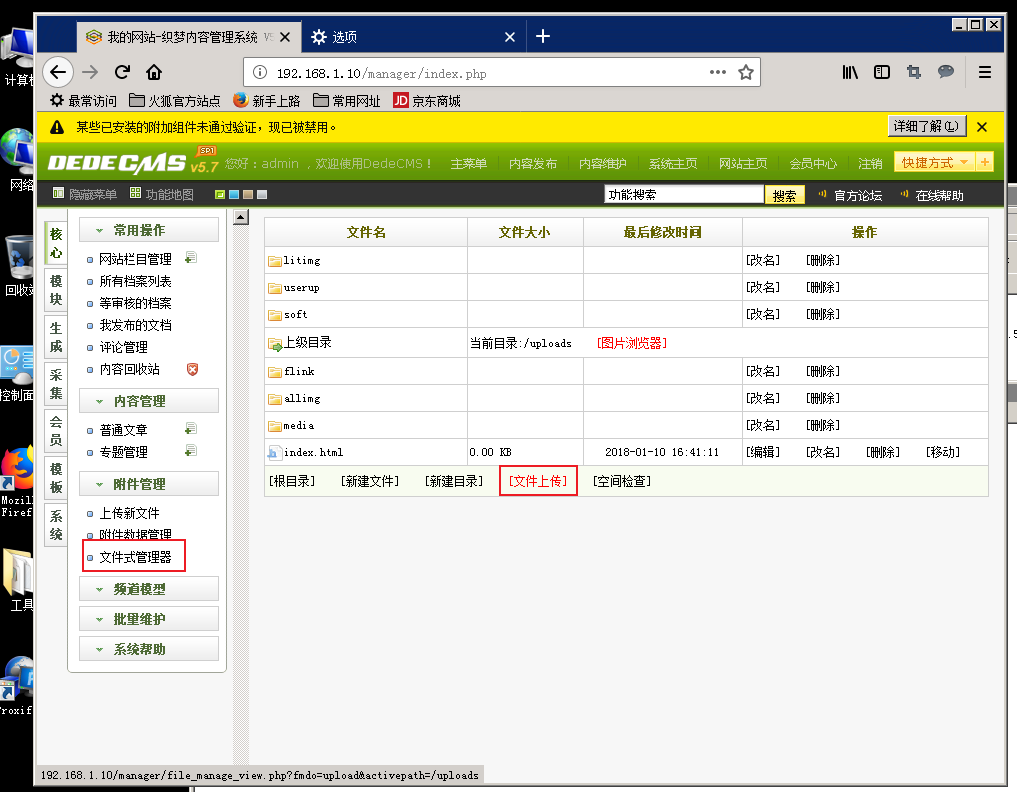 我的网站-织梦内容管理系统 V5
选项
192.168.1.10/manager/index.php
最常访问 火狐官方站点 新手上路 常用网址 JD 京东商城
某些已安装的附加组件未通过验证，现已被禁用。 详细了解(L)
DEDECMS v5.7 SP1 您好：admin ，欢迎使用DedeCMS！ 主菜单 内容发布 内容维护 系统主页 网站主页 会员中心 注销 快捷方式 +
隐藏菜单 功能地图 功能搜索 搜索 官方论坛 在线帮助
核心
模块
生成
采集
会员
模板
系统
常用操作
网站栏目管理
所有档案列表
等审核的档案
我发布的文档
评论管理
内容回收站
内容管理
普通文章
专题管理
附件管理
上传新文件
附件数据管理
文件式管理器
频道模型
批量维护
系统帮助
文件名 文件大小 最后修改时间 操作
litimg [改名] [删除]
userup [改名] [删除]
soft [改名] [删除]
上级目录 当前目录:/uploads [图片浏览器]
flink [改名] [删除]
allimg [改名] [删除]
media [改名] [删除]
index.html 0.00 KB 2018-01-10 16:41:11 [编辑] [改名] [删除] [移动]
[根目录] [新建文件] [新建目录] [文件上传] [空间检查]
192.168.1.10/manager/file_manage_view.php?fmdo=upload&activepath=/uploads
计算机
网络
回收站
控制面
Mozil
Firef
工具
roxif